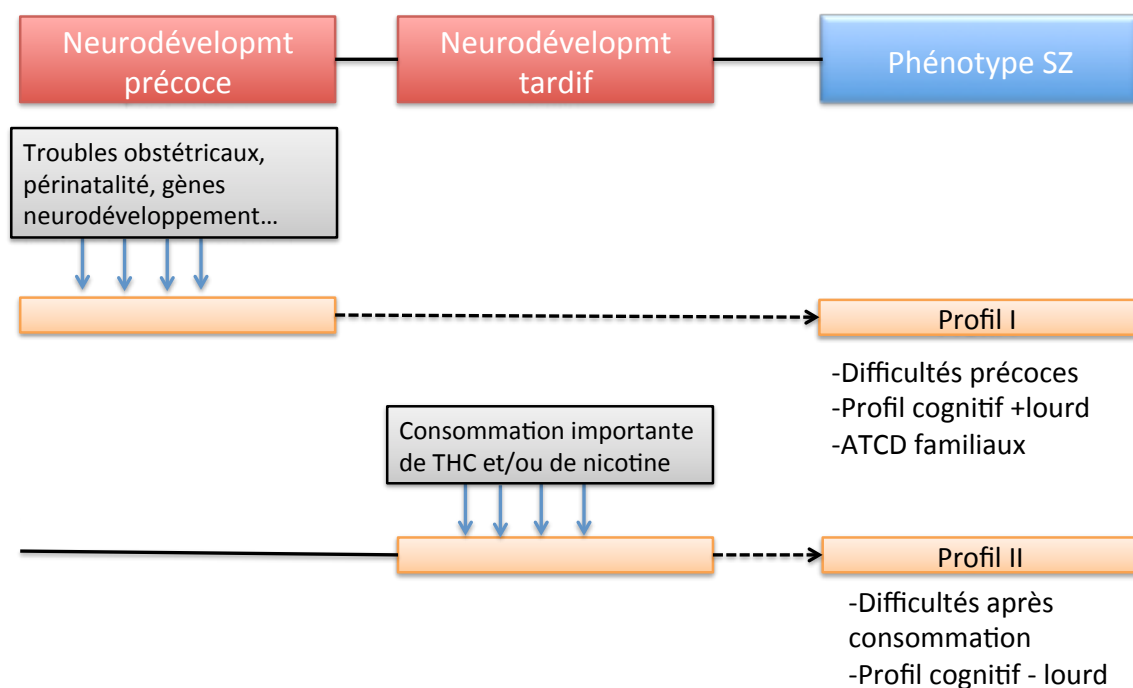 Neurodévelopmt
précoce
Neurodévelopmt
tardif
Phénotype SZ
Troubles obstétricaux,
périnatalité, gènes
neurodéveloppement…
Profil I
-Difficultés précoces
-Profil cognitif +lourd
-ATCD familiaux
Consommation importante
de THC et/ou de nicotine
Profil II
-Difficultés après
consommation
-Profil cognitif - lourd